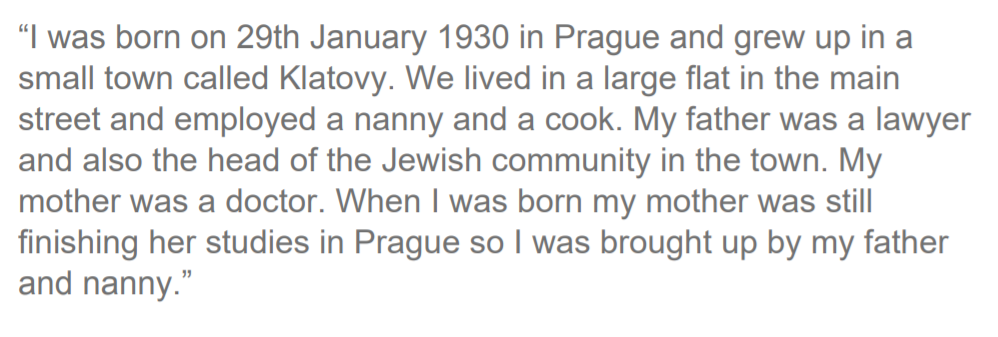 “I was born on 29th January 1930 in Prague and grew up in a
small town called Klatovy. We lived in a large flat in the main
street and employed a nanny and a cook. My father was a lawyer
and also the head of the Jewish community in the town. My
mother was a doctor. When I was born my mother was still
finishing her studies in Prague so I was brought up by my father
and nanny.”